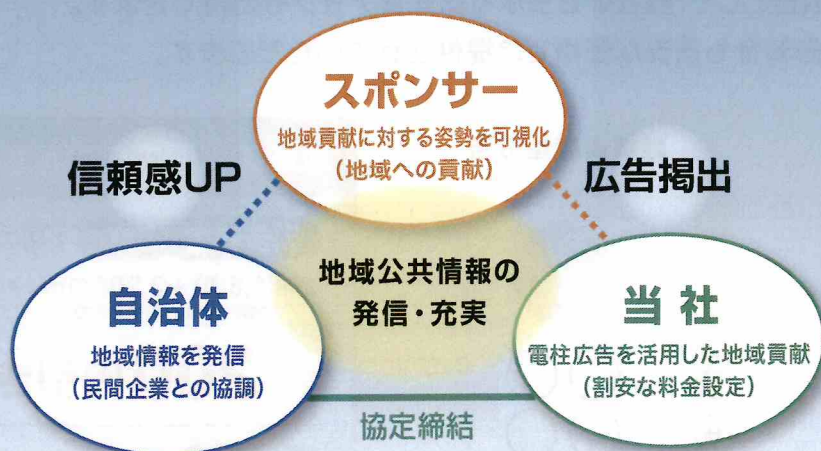 スポンサー
地域貢献に対する姿勢を可視化
(地域への貢献)
信頼感UP
広告掲出
地域公共情報の
発信・充実
自治体
地域情報を発信
(民間企業との協調)
当社
電柱広告を活用した地域貢献
(割安な料金設定)
協定締結